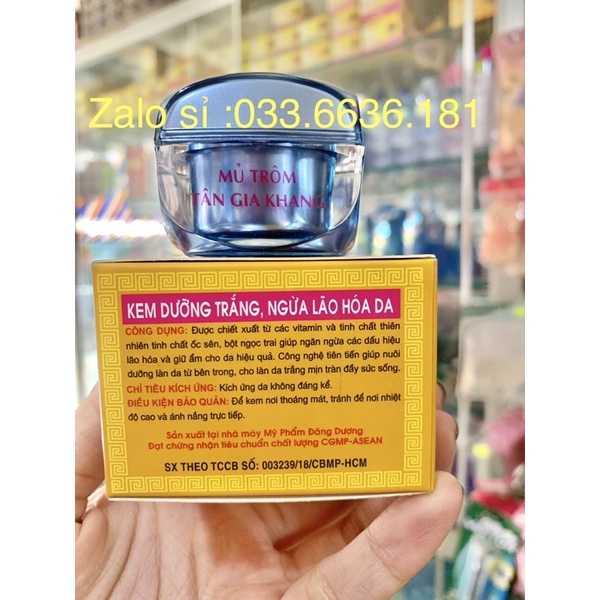 Zalo sỉ :033.6636.181
MỦ TRÔM
TÂN GIA KHANG
KEM DƯỠNG TRẮNG, NGỪA LÃO HÓA DA
CÔNG DỤNG: Được chiết xuất từ các vitamin và tinh chất thiên
nhiên tinh chất ốc sên, bột ngọc trai giúp ngăn ngừa các dấu hiệu
lão hóa và giữ ẩm cho da hiệu quả. Công nghệ tiên tiến giúp nuôi
dưỡng làn da từ bên trong, cho làn da trắng mịn tràn đầy sức sống.
CHỈ TIÊU KÍCH ỨNG: Kích ứng da không đáng kể.
ĐIỀU KIỆN BẢO QUẢN: Để kem nơi thoáng mát, tránh để nơi nhiệt
độ cao và ánh nắng trực tiếp.
Sản xuất tại nhà máy Mỹ Phẩm Đăng Dương
Đạt chứng nhận tiêu chuẩn chất lượng CGMP-ASEAN
SX THEO TCCB SỐ: 003239/18/CBMP-HCM